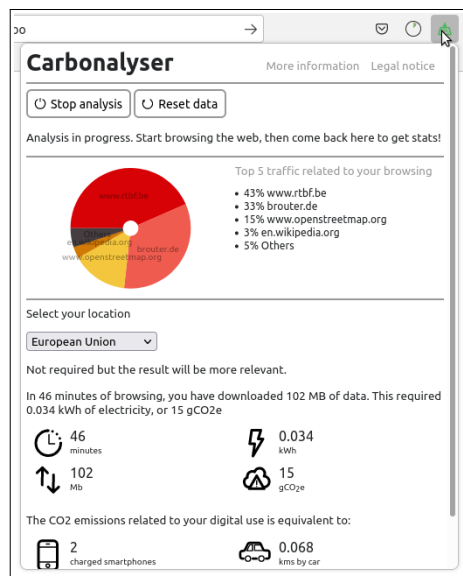 oo
Carbonalyser
More information Legal notice
Stop analysis Reset data
Analysis in progress. Start browsing the web, then come back here to get stats!
Top 5 traffic related to your browsing
• 43% www.rtbf.be
• 33% brouter.de
• 15% www.openstreetmap.org
• 3% en.wikipedia.org
• 5% Others
www.rtbf.be
Others
en.wikipedia.org
brouter.de
www.openstreetmap.org
Select your location
European Union
Not required but the result will be more relevant.
In 46 minutes of browsing, you have downloaded 102 MB of data. This required
0.034 kWh of electricity, or 15 gCO2e
46
minutes
0.034
kWh
102
Mb
15
gCO₂e
The CO2 emissions related to your digital use is equivalent to:
2
charged smartphones
0.068
kms by car